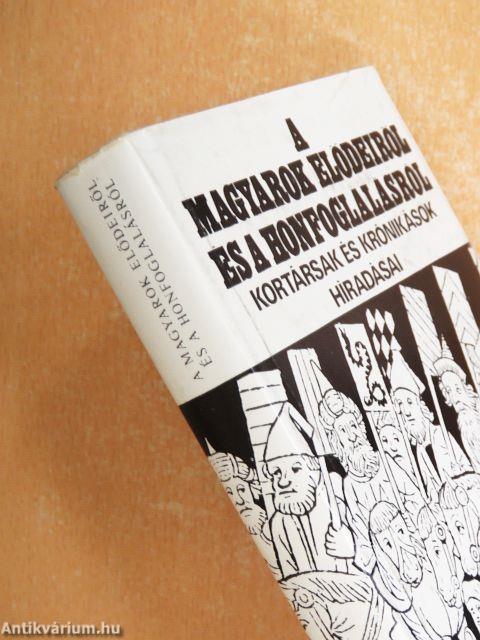 A
MAGYAROK ELŐDEIRŐL
ÉS A HONFOGLALÁSRÓL
KORTÁRSAK ÉS KRÓNIKÁSOK
HÍRADÁSAI
A MAGYAROK ELŐDEIRŐL
ÉS A HONFOGLALÁSRÓL
Antikvárium.hu